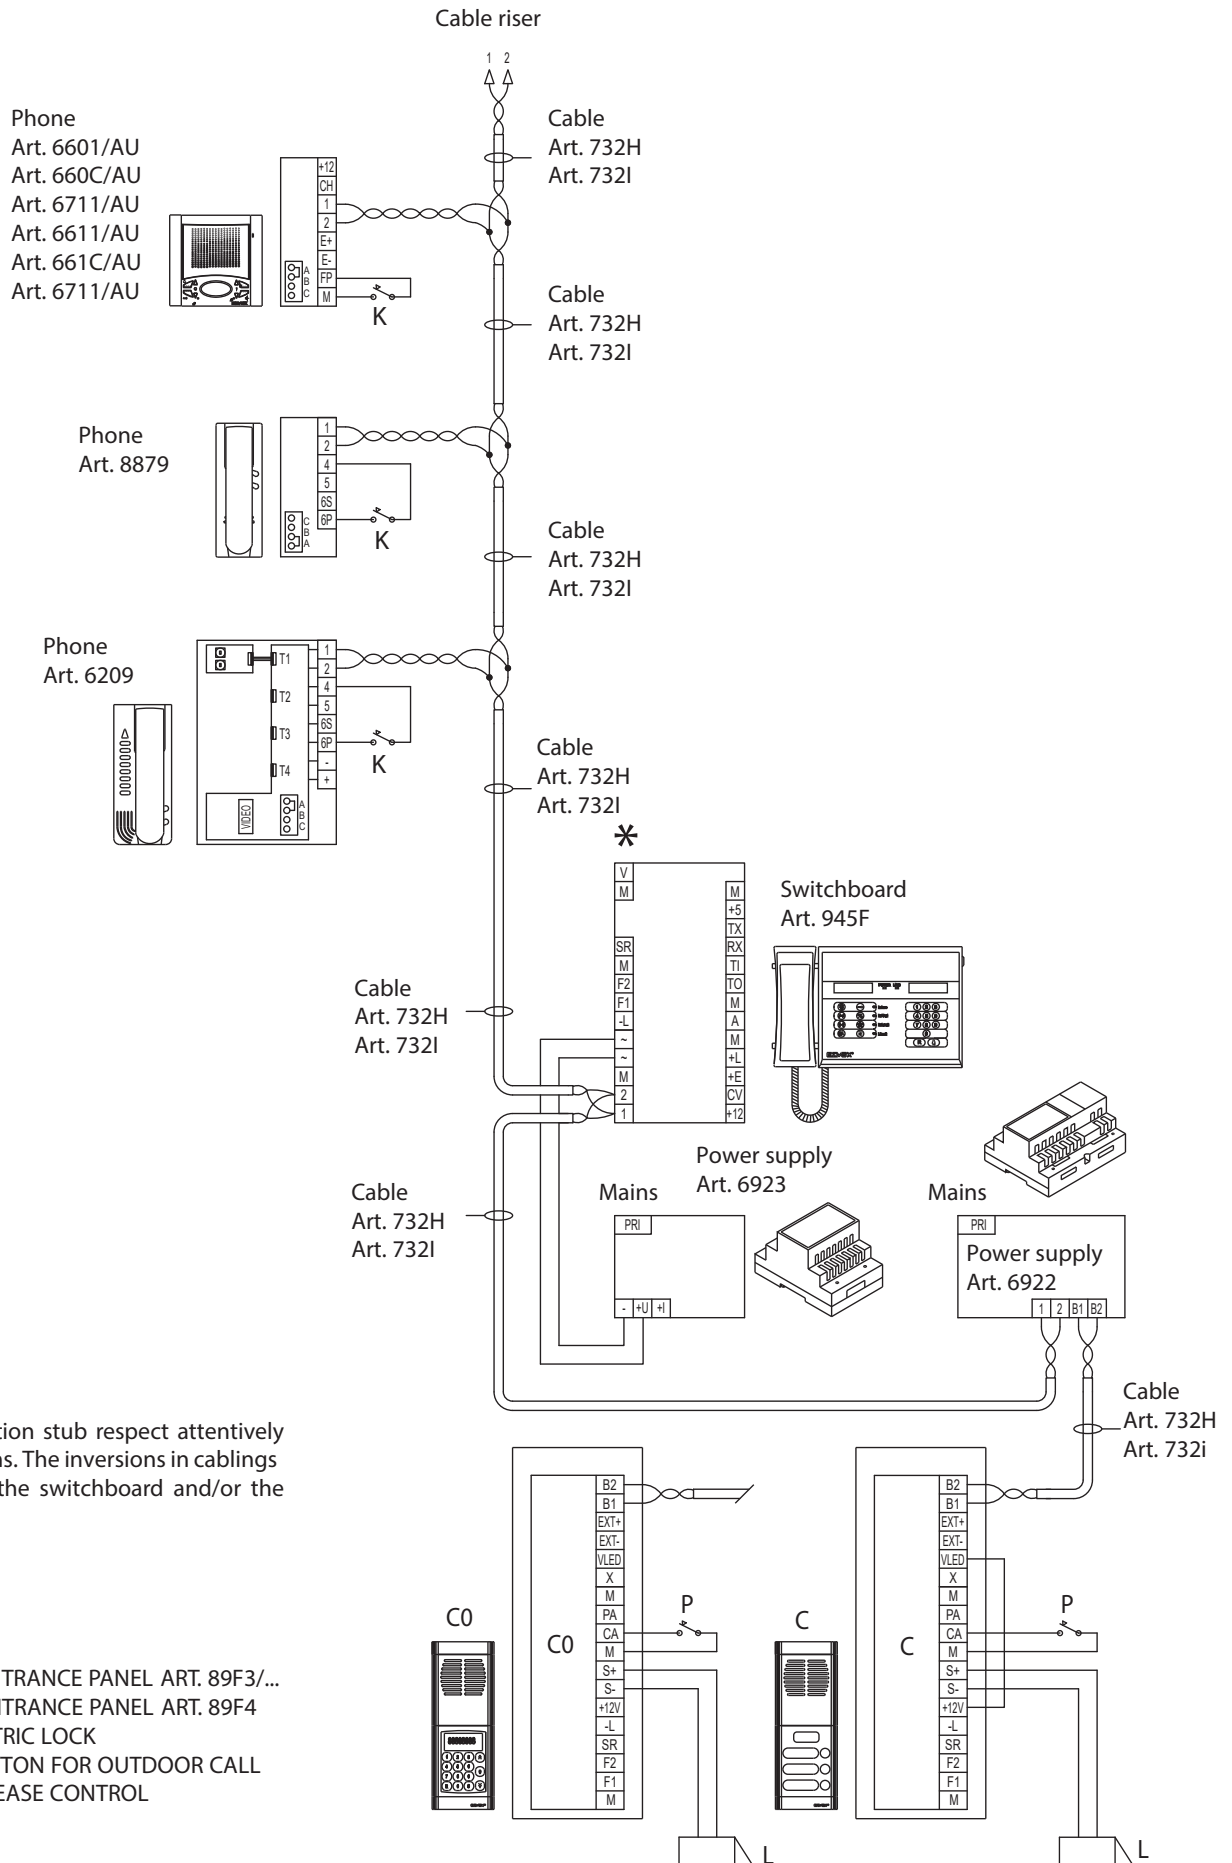 Cable riser
1 2
Phone
Art. 6601/AU
Art. 660C/AU
Art. 6711/AU
Art. 6611/AU
Art. 661C/AU
Art. 6711/AU
+12
CH
1
2
E+
E-
FP
M
A
B
C
K
Cable
Art. 732H
Art. 732I
Cable
Art. 732H
Art. 732I
Phone
Art. 8879
1
2
4
5
6S
6P
C
B
A
K
Cable
Art. 732H
Art. 732I
Phone
Art. 6209
T1
T2
T3
T4
VIDEO
1
2
4
5
6S
6P
-
+
A
B
C
K
Cable
Art. 732H
Art. 732I
*
V
M
SR
M
F2
F1
-L
~
~
M
2
1
M
+5
TX
RX
TI
TO
M
A
M
+L
+E
CV
+12
Switchboard
Art. 945F
Cable
Art. 732H
Art. 732I
Cable
Art. 732H
Art. 732I
Mains
PRI
- +U +I
Power supply
Art. 6923
Mains
PRI
Power supply
Art. 6922
1 2 B1 B2
Cable
Art. 732H
Art. 732i
tion stub respect attentively
ns. The inversions in cablings
the switchboard and/or the
C0
C0
B2
B1
EXT+
EXT-
VLED
X
M
PA
CA
M
S+
S-
+12V
-L
SR
F2
F1
M
P
L
C
C
B2
B1
EXT+
EXT-
VLED
X
M
PA
CA
M
S+
S-
+12V
-L
SR
F2
F1
M
P
L
TRANCE PANEL ART. 89F3/...
NTRANCE PANEL ART. 89F4
TRIC LOCK
TON FOR OUTDOOR CALL
EASE CONTROL